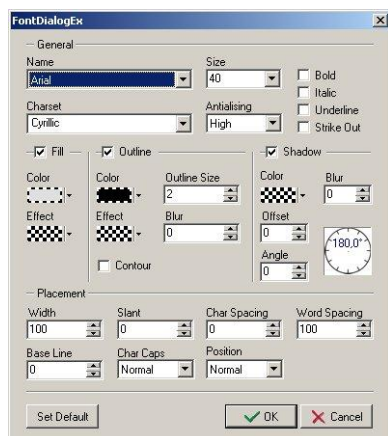 FontDialogEx
General
Name
Size
Arial
40
Bold
Italic
Underline
Strike Out
Charset
Antialising
Cyrillic
High
Fill
Outline
Shadow
Color
Color
Outline Size
Color
Blur
2
0
Effect
Effect
Blur
Offset
0
0
180,0°
Angle
0
Contour
Placement
Width
Slant
Char Spacing
Word Spacing
100
0
0
100
Base Line
Char Caps
Position
0
Normal
Normal
Set Default
OK
Cancel